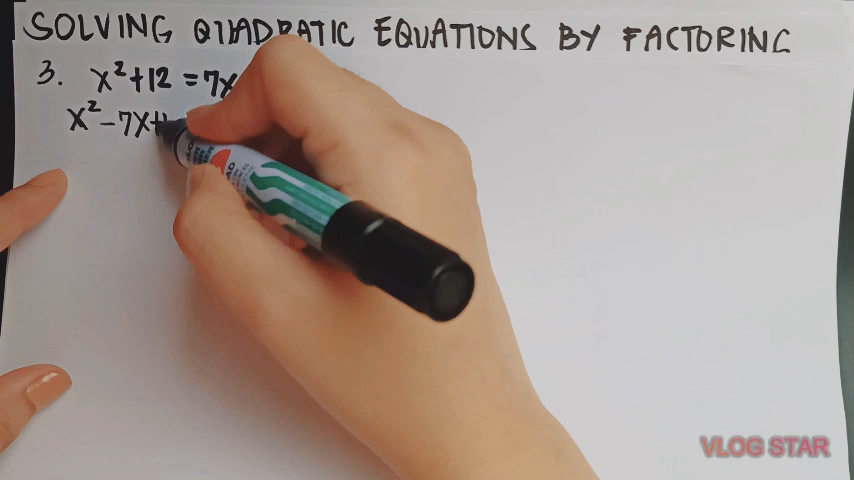 SOLVING QUADRATIC EQUATIONS BY FACTORING
3. x²+12 = 7x
x² - 7x+
VLOG STAR